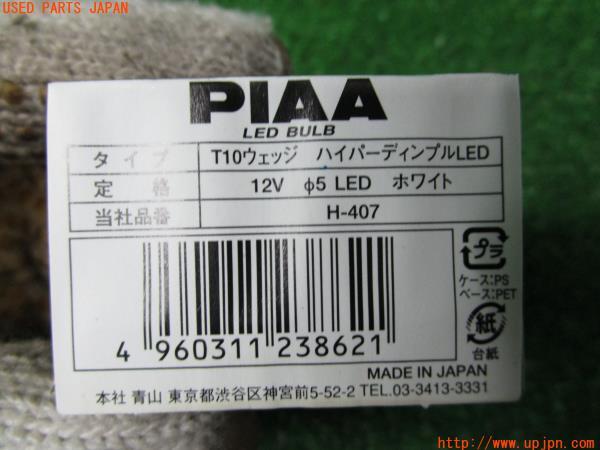 USED PARTS JAPAN
PIAA
LED BULB
タイプ T10ウェッジ ハイパーディンプルLED
定格 12V φ5 LED ホワイト
当社品番 H-407
プラ
ケース:PS
ベース:PET
紙
台紙
4 960311 238621
MADE IN JAPAN
本社 青山 東京都渋谷区神宮前5-52-2 TEL.03-3413-3331
http://www.upjpn.com/